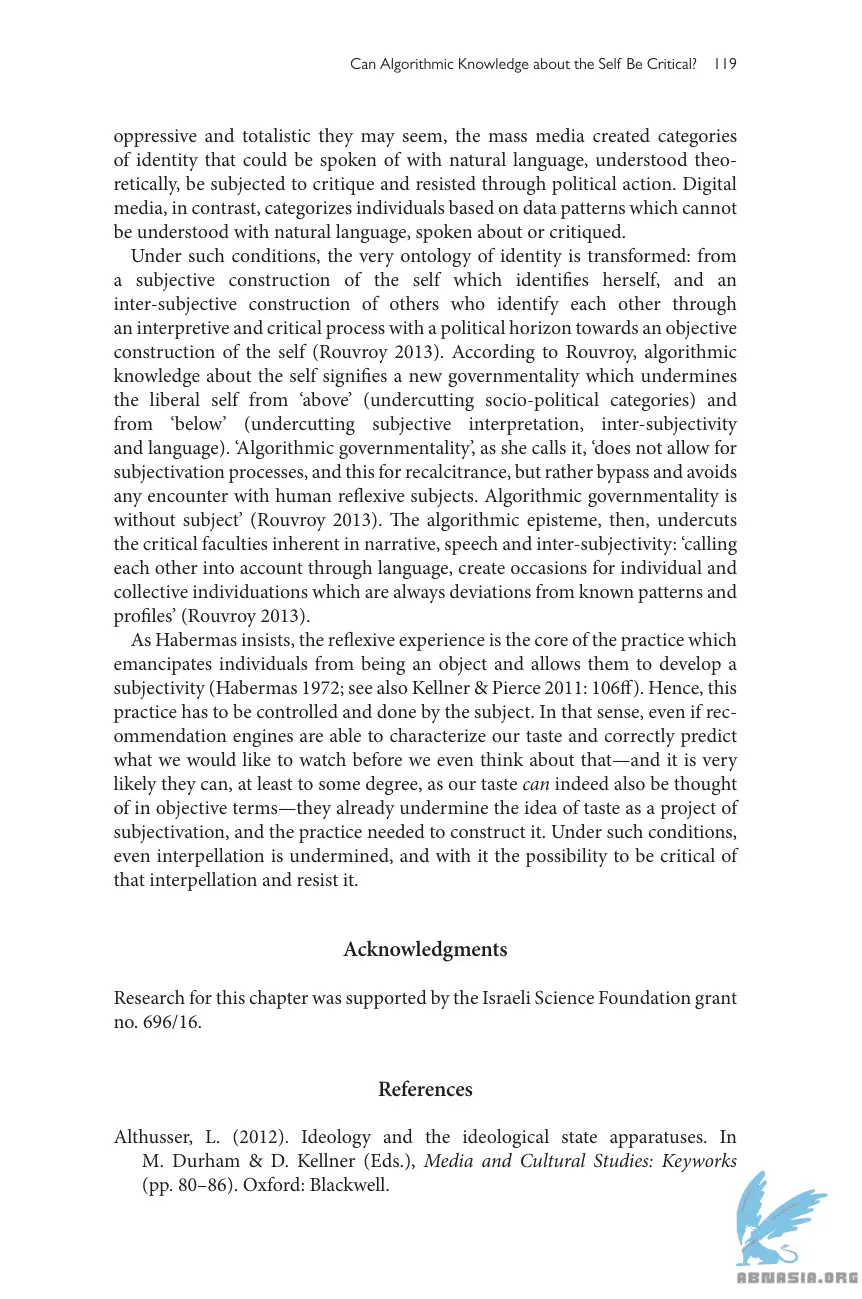 Can Algorithmic Knowledge about the Self Be Critical? 119
oppressive and totalistic they may seem, the mass media created categories
of identity that could be spoken of with natural language, understood theo-
retically, be subjected to critique and resisted through political action. Digital
media, in contrast, categorizes individuals based on data patterns which cannot
be understood with natural language, spoken about or critiqued.
Under such conditions, the very ontology of identity is transformed: from
a subjective construction of the self which identifies herself, and an
inter-subjective construction of others who identify each other through
an interpretive and critical process with a political horizon towards an objective
construction of the self (Rouvroy 2013). According to Rouvroy, algorithmic
knowledge about the self signifies a new governmentality which undermines
the liberal self from ‘above’ (undercutting socio-political categories) and
from ‘below’ (undercutting subjective interpretation, inter-subjectivity
and language). ‘Algorithmic governmentality’, as she calls it, ‘does not allow for
subjectivation processes, and this for recalcitrance, but rather bypass and avoids
any encounter with human reflexive subjects. Algorithmic governmentality is
without subject’ (Rouvroy 2013). The algorithmic episteme, then, undercuts
the critical faculties inherent in narrative, speech and inter-subjectivity: ‘calling
each other into account through language, create occasions for individual and
collective individuations which are always deviations from known patterns and
profiles’ (Rouvroy 2013).
As Habermas insists, the reflexive experience is the core of the practice which
emancipates individuals from being an object and allows them to develop a
subjectivity (Habermas 1972; see also Kellner & Pierce 2011: 106ff). Hence, this
practice has to be controlled and done by the subject. In that sense, even if rec-
ommendation engines are able to characterize our taste and correctly predict
what we would like to watch before we even think about that—and it is very
likely they can, at least to some degree, as our taste can indeed also be thought
of in objective terms—they already undermine the idea of taste as a project of
subjectivation, and the practice needed to construct it. Under such conditions,
even interpellation is undermined, and with it the possibility to be critical of
that interpellation and resist it.
Acknowledgments
Research for this chapter was supported by the Israeli Science Foundation grant
no. 696/16.
References
Althusser, L. (2012). Ideology and the ideological state apparatuses. In
M. Durham & D. Kellner (Eds.), Media and Cultural Studies: Keyworks
(pp. 80–86). Oxford: Blackwell.
ABNASIA.ORG